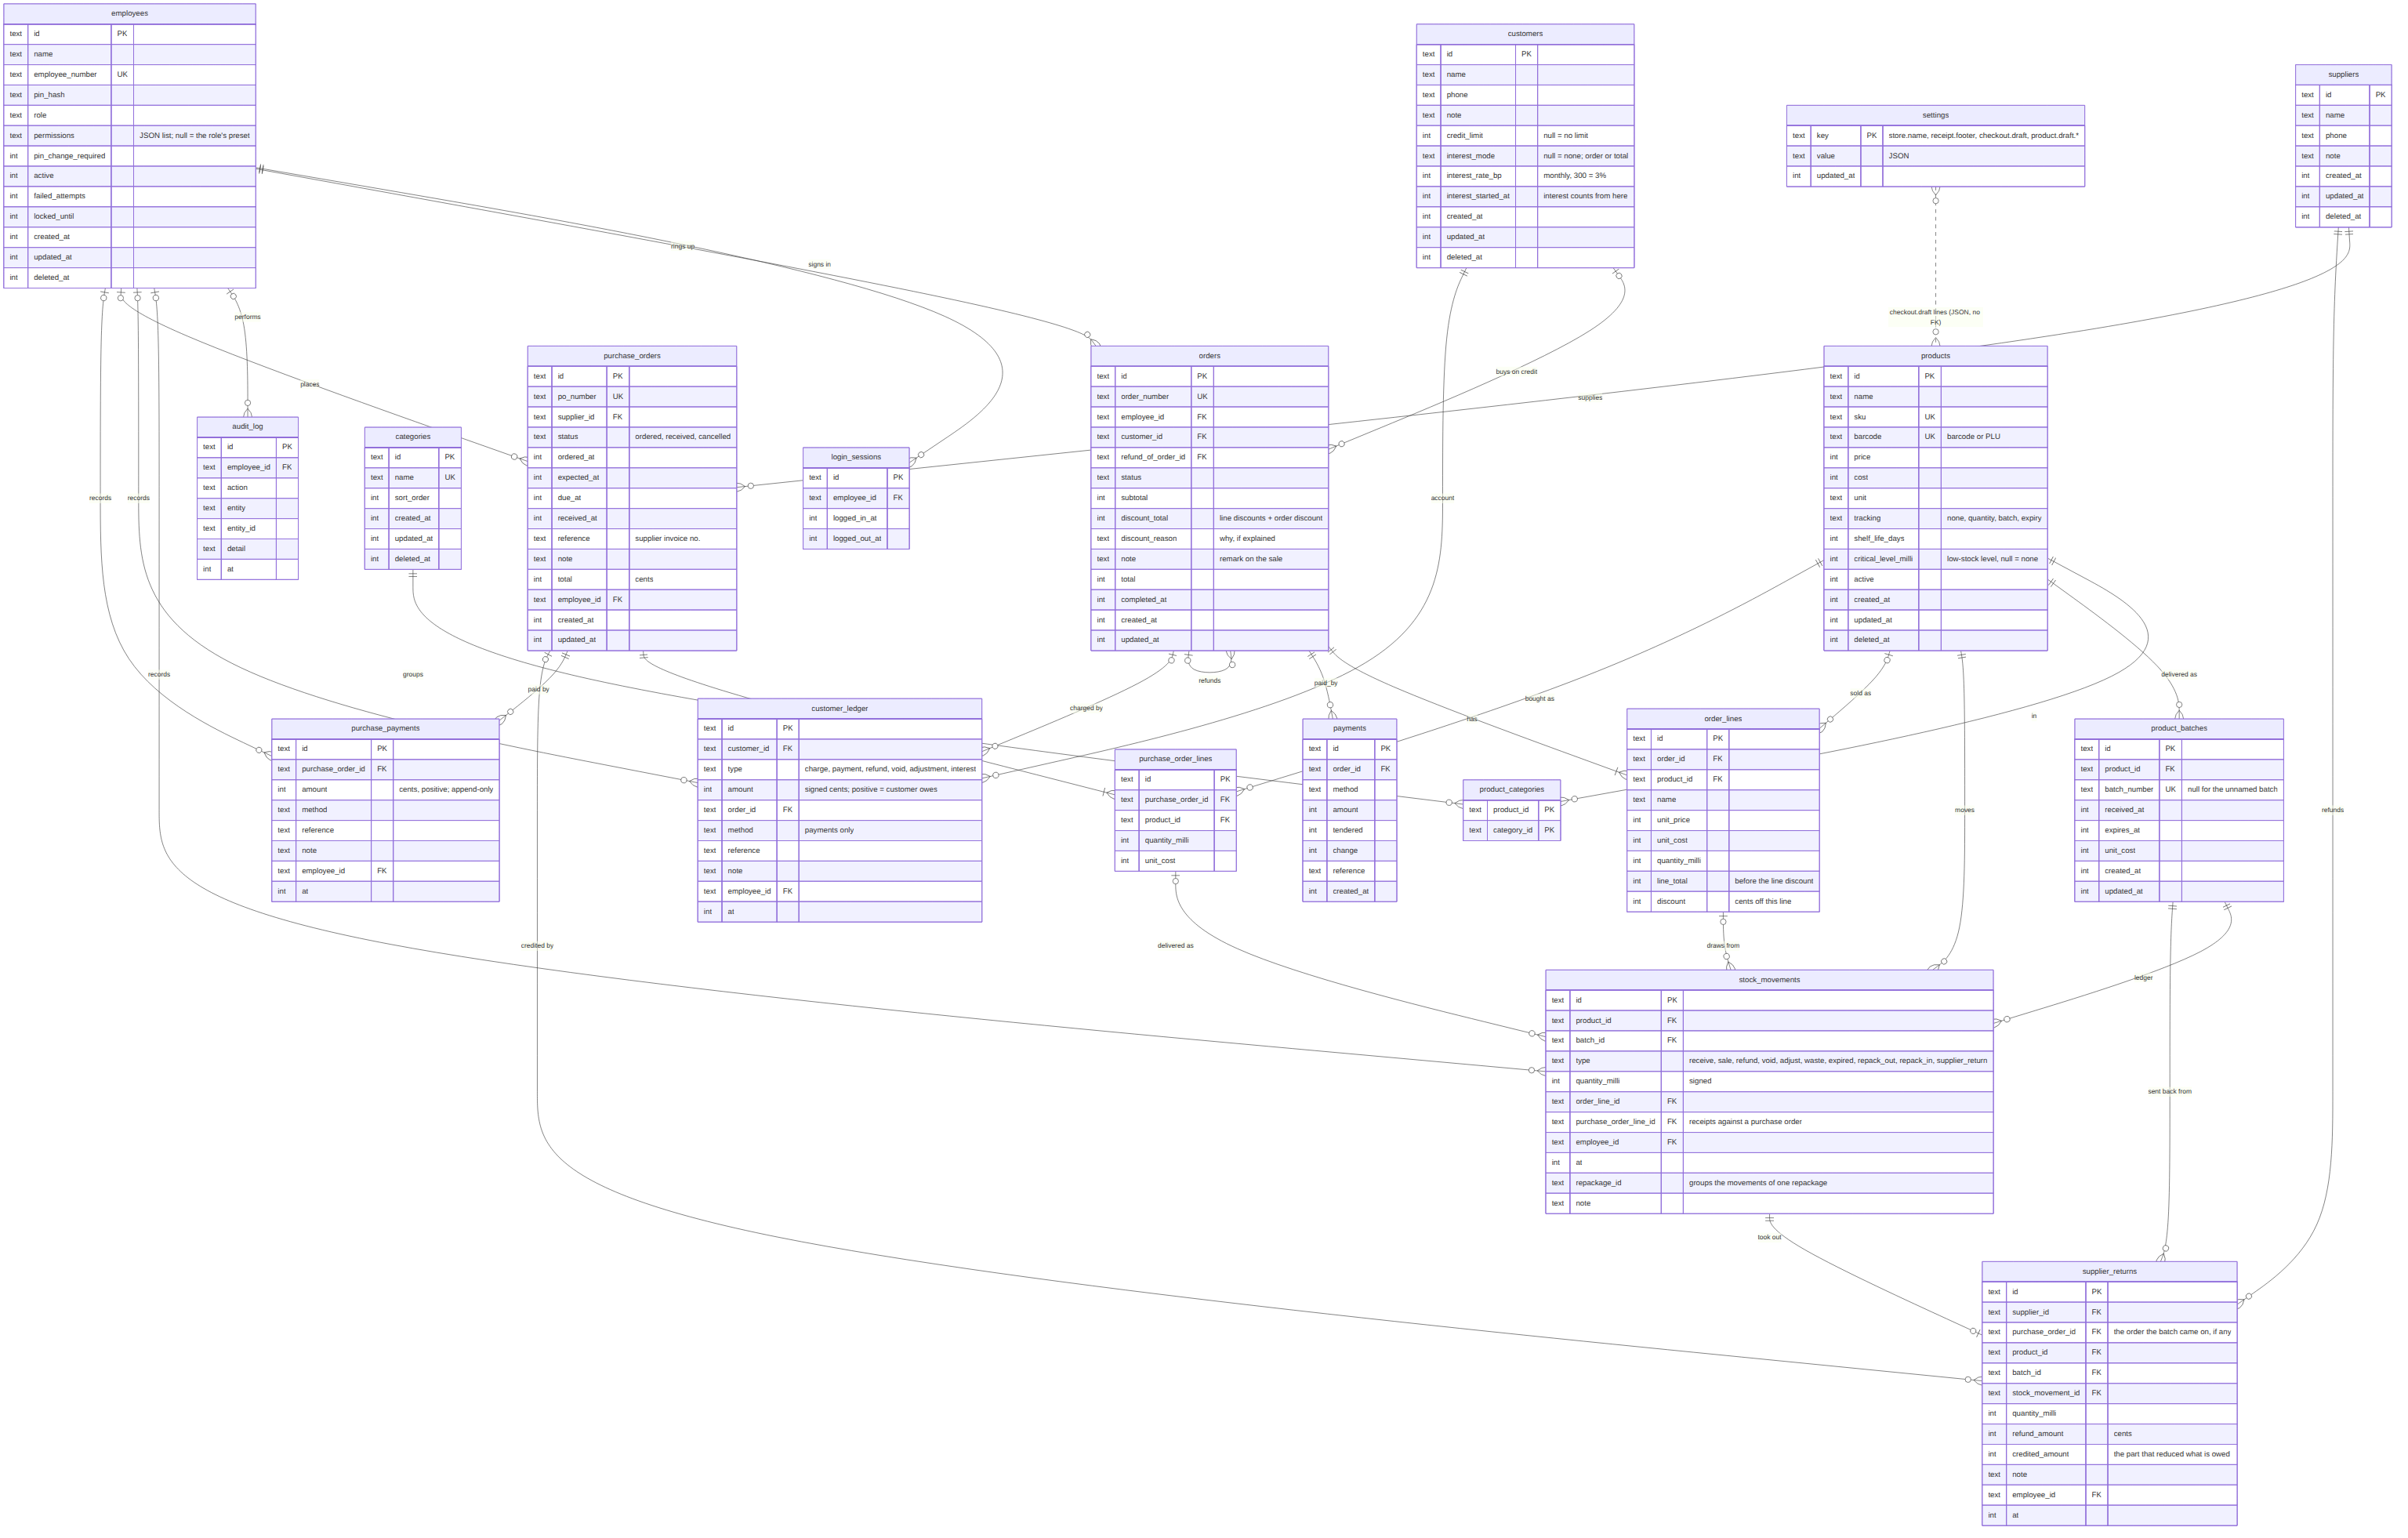 employees
text id PK
text name
text employee_number UK
text pin_hash
text role
text permissions JSON list; null = the role's preset
int pin_change_required
int active
int failed_attempts
int locked_until
int created_at
int updated_at
int deleted_at
customers
text id PK
text name
text phone
text note
int credit_limit null = no limit
text interest_mode null = none; order or total
int interest_rate_bp monthly, 300 = 3%
int interest_started_at interest counts from here
int created_at
int updated_at
int deleted_at
settings
text key PK store.name, receipt.footer, checkout.draft, product.draft.*
text value JSON
int updated_at
suppliers
text id PK
text name
text phone
text note
int created_at
int updated_at
int deleted_at
rings up
signs in
performs
checkout.draft lines (JSON, no
FK)
places
buys on credit
supplies
purchase_orders
text id PK
text po_number UK
text supplier_id FK
text status ordered, received, cancelled
int ordered_at
int expected_at
int due_at
int received_at
text reference supplier invoice no.
text note
int total cents
text employee_id FK
int created_at
int updated_at
orders
text id PK
text order_number UK
text employee_id FK
text customer_id FK
text refund_of_order_id FK
text status
int subtotal
int discount_total line discounts + order discount
text discount_reason why, if explained
text note remark on the sale
int total
int completed_at
int created_at
int updated_at
products
text id PK
text name
text sku UK
text barcode UK barcode or PLU
int price
int cost
text unit
text tracking none, quantity, batch, expiry
int shelf_life_days
int critical_level_milli low-stock level, null = none
int active
int created_at
int updated_at
int deleted_at
audit_log
text id PK
text employee_id FK
text action
text entity
text entity_id
text detail
int at
categories
text id PK
text name UK
int sort_order
int created_at
int updated_at
int deleted_at
login_sessions
text id PK
text employee_id FK
int logged_in_at
int logged_out_at
records
records
account
records
groups
paid by
refunds
charged by
paid_by
has
bought as
sold as
in
delivered as
purchase_payments
text id PK
text purchase_order_id FK
int amount cents, positive; append-only
text method
text reference
text note
text employee_id FK
int at
customer_ledger
text id PK
text customer_id FK
text type charge, payment, refund, void, adjustment, interest
int amount signed cents; positive = customer owes
text order_id FK
text method payments only
text reference
text note
text employee_id FK
int at
purchase_order_lines
text id PK
text purchase_order_id FK
text product_id FK
int quantity_milli
int unit_cost
payments
text id PK
text order_id FK
text method
int amount
int tendered
int change
text reference
int created_at
product_categories
text product_id PK
text category_id PK
order_lines
text id PK
text order_id FK
text product_id FK
text name
int unit_price
int unit_cost
int quantity_milli
int line_total before the line discount
int discount cents off this line
product_batches
text id PK
text product_id FK
text batch_number UK null for the unnamed batch
int received_at
int expires_at
int unit_cost
int created_at
int updated_at
moves
refunds
credited by
delivered as
draws from
ledger
stock_movements
text id PK
text product_id FK
text batch_id FK
text type receive, sale, refund, void, adjust, waste, expired, repack_out, repack_in, supplier_return
int quantity_milli signed
text order_line_id FK
text purchase_order_line_id FK receipts against a purchase order
text employee_id FK
int at
text repackage_id groups the movements of one repackage
text note
sent back from
took out
supplier_returns
text id PK
text supplier_id FK
text purchase_order_id FK the order the batch came on, if any
text product_id FK
text batch_id FK
text stock_movement_id FK
int quantity_milli
int refund_amount cents
int credited_amount the part that reduced what is owed
text note
text employee_id FK
int at